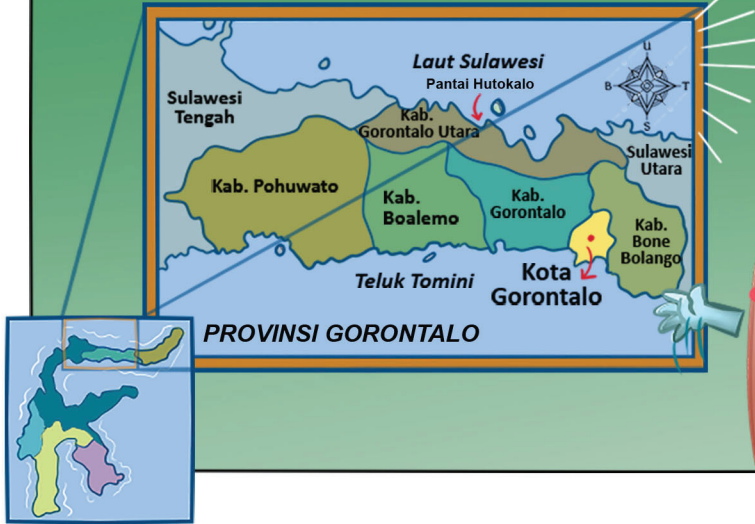 Laut Sulawesi
Pantai Hutokalo
U
B
T
S
Sulawesi
Tengah
Kab.
Gorontalo Utara
Sulawesi
Utara
Kab. Pohuwato
Kab.
Boalemo
Kab.
Gorontalo
Kab.
Bone
Bolango
Teluk Tomini
Kota
Gorontalo
PROVINSI GORONTALO